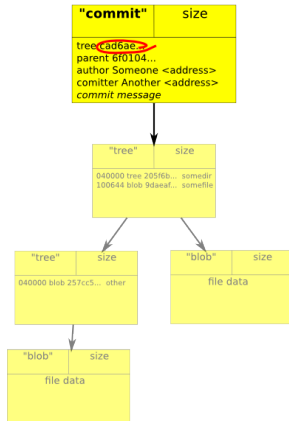 "commit" size
tree cad6ae...
parent 6f0104...
author Someone <address>
comitter Another <address>
commit message
"tree" size
040000 tree 205f6b... somedir
100644 blob 9daeaf... somefile
"tree" size
040000 blob 257cc5... other
"blob" size
file data
"blob" size
file data